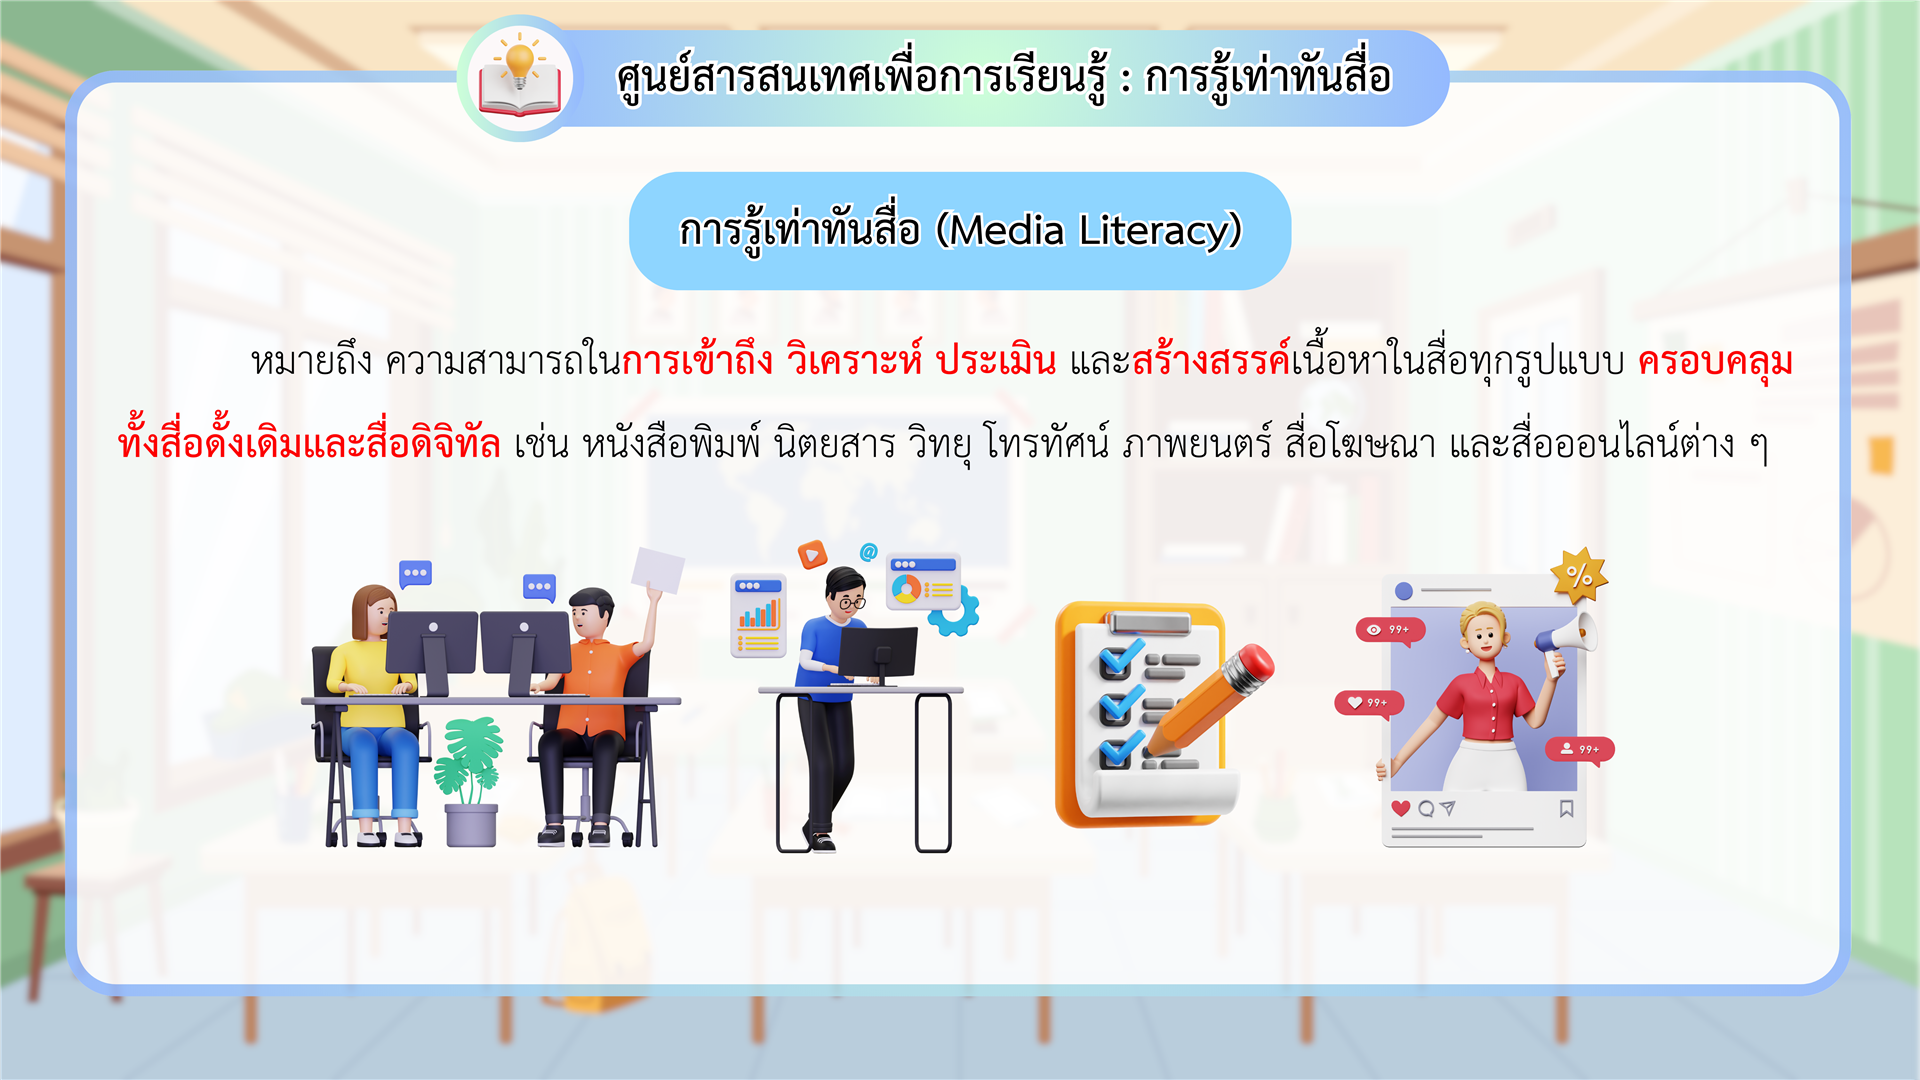 ศูนย์สารสนเทศเพื่อการเรียนรู้ : การรู้เท่าทันสื่อ
การรู้เท่าทันสื่อ (Media Literacy)
หมายถึง ความสามารถในการเข้าถึง วิเคราะห์ ประเมิน และสร้างสรรค์เนื้อหาในสื่อทุกรูปแบบ ครอบคลุม
ทั้งสื่อดั้งเดิมและสื่อดิจิทัล เช่น หนังสือพิมพ์ นิตยสาร วิทยุ โทรทัศน์ ภาพยนตร์ สื่อโฆษณา และสื่อออนไลน์ต่าง ๆ
@
%
99+
99+
99+